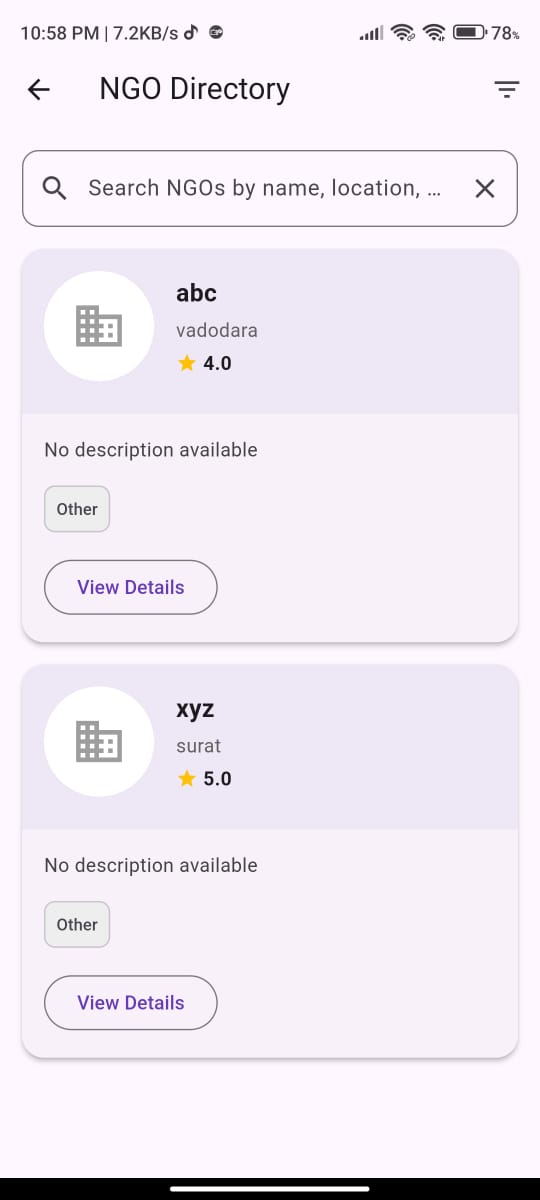 10:58 PM | 7.2KB/s
78%
NGO Directory
Search NGOs by name, location, ...
abc
vadodara
4.0
No description available
Other
View Details
xyz
surat
5.0
No description available
Other
View Details